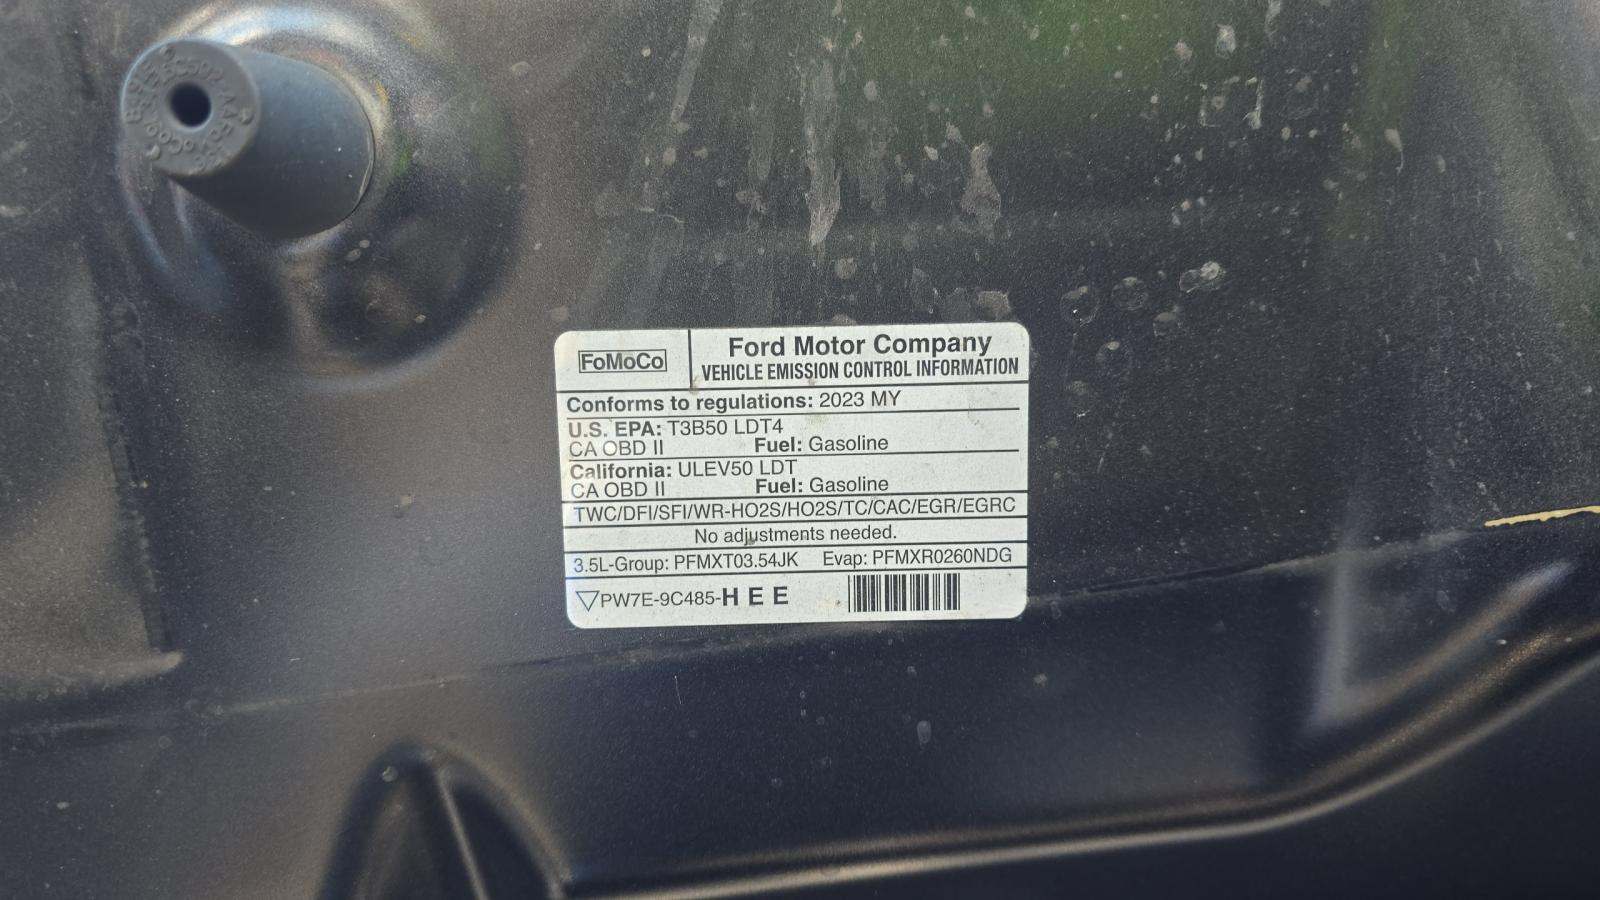 FoMoCo
Ford Motor Company
VEHICLE EMISSION CONTROL INFORMATION
Conforms to regulations: 2023 MY
U.S. EPA: T3B50 LDT4
CA OBD II Fuel: Gasoline
California: ULEV50 LDT
CA OBD II Fuel: Gasoline
TWC/DFI/SFI/WR-HO2S/HO2S/TC/CAC/EGR/EGRC
No adjustments needed.
3.5L-Group: PFMXT03.54JK Evap: PFMXR0260NDG
PW7E-9C485-HEE